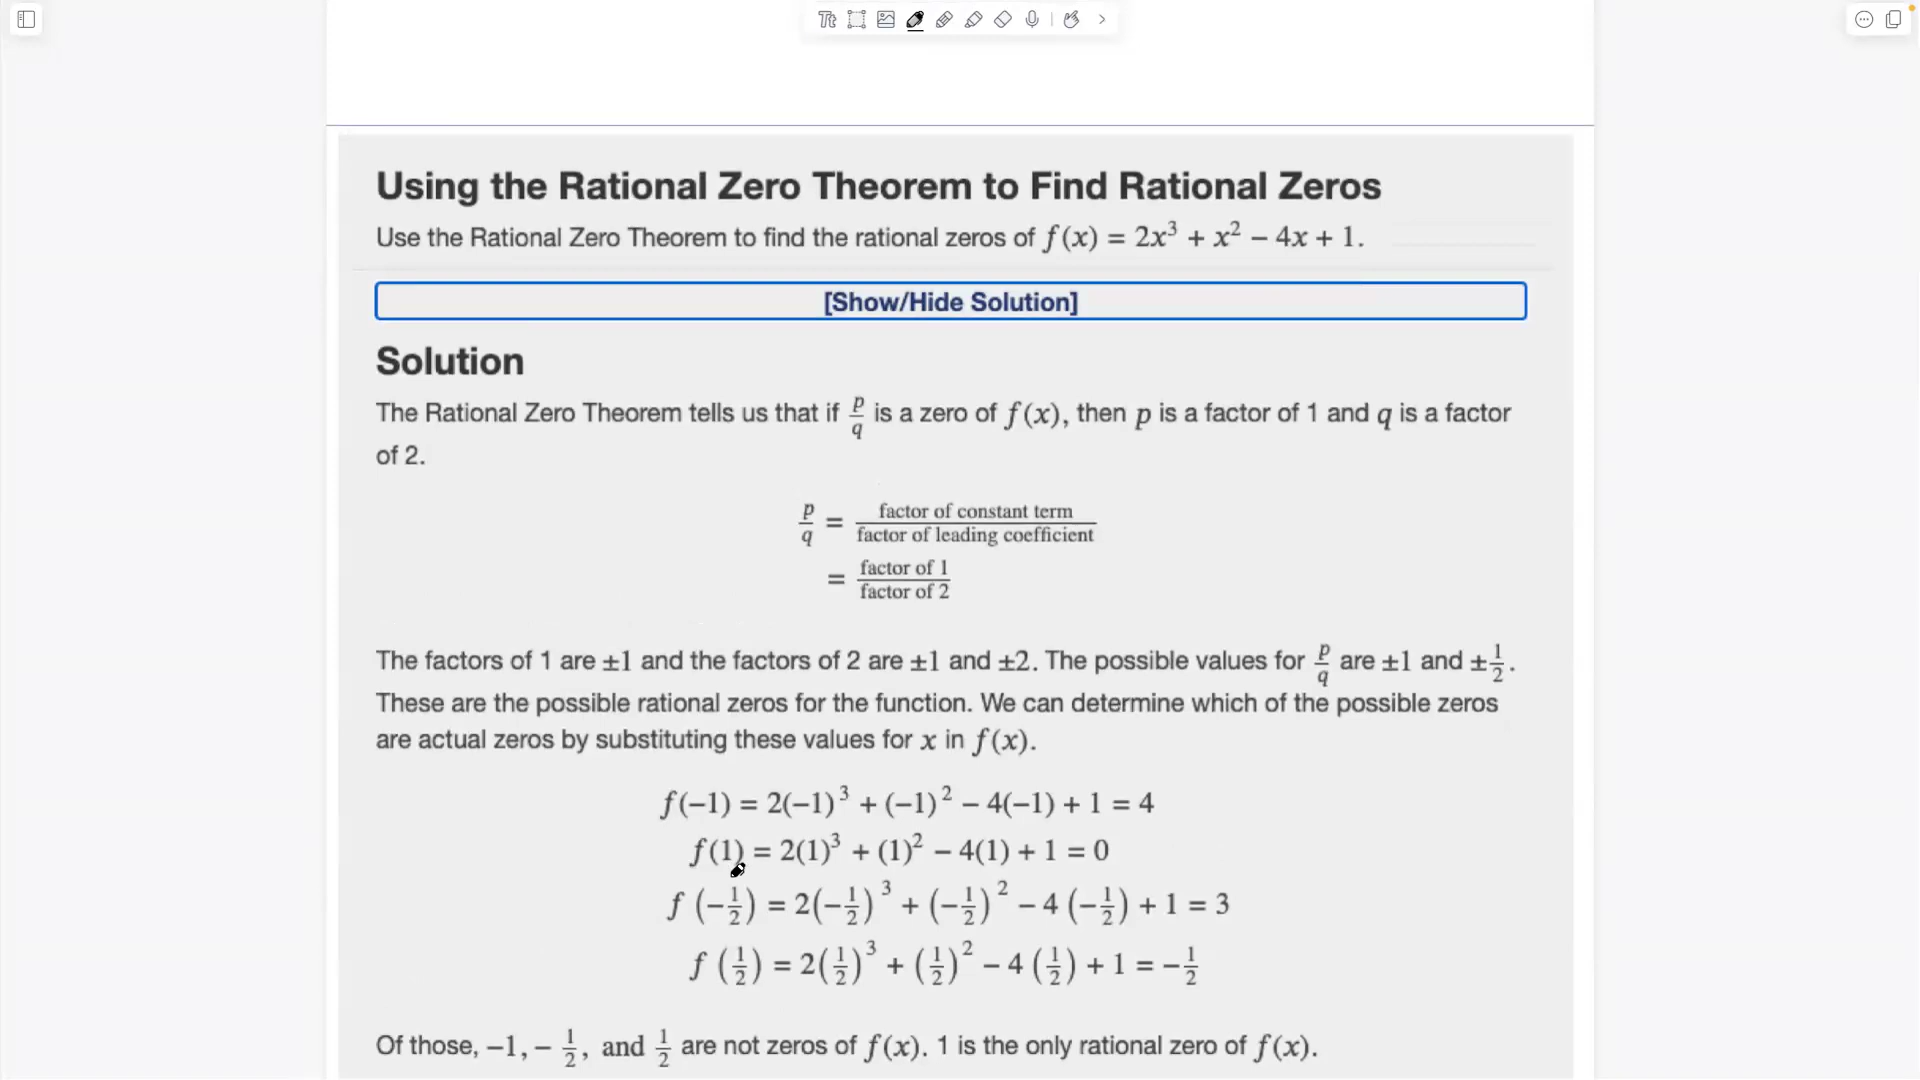 Tt
Using the Rational Zero Theorem to Find Rational Zeros
Use the Rational Zero Theorem to find the rational zeros of f(x) = 2x³ + x² − 4x + 1.
[Show/Hide Solution]
Solution
The Rational Zero Theorem tells us that if p/q is a zero of f(x), then p is a factor of 1 and q is a factor
of 2.
p/q = factor of constant term/factor of leading coefficient
= factor of 1/factor of 2
The factors of 1 are ±1 and the factors of 2 are ±1 and ±2. The possible values for p/q are ±1 and ±1/2.
These are the possible rational zeros for the function. We can determine which of the possible zeros
are actual zeros by substituting these values for x in f(x).
f(−1) = 2(−1)³ + (−1)² − 4(−1) + 1 = 4
f(1) = 2(1)³ + (1)² − 4(1) + 1 = 0
f(−1/2) = 2(−1/2)³ + (−1/2)² − 4(−1/2) + 1 = 3
f(1/2) = 2(1/2)³ + (1/2)² − 4(1/2) + 1 = −1/2
Of those, −1, −1/2, and 1/2 are not zeros of f(x). 1 is the only rational zero of f(x).